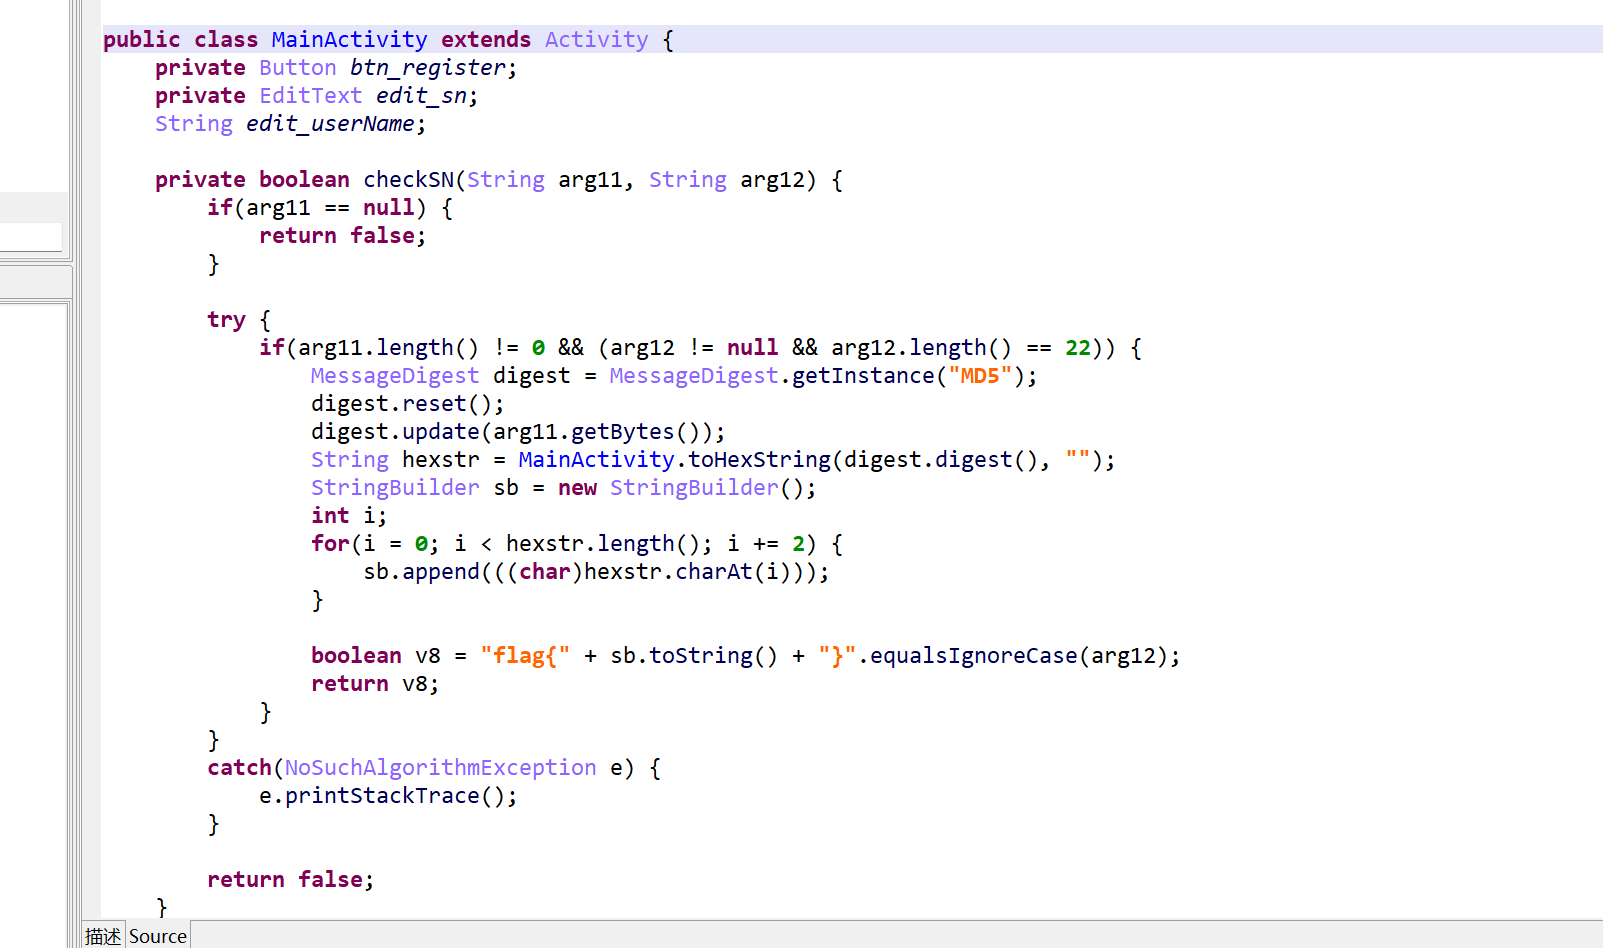 public class MainActivity extends Activity {
    private Button btn_register;
    private EditText edit_sn;
    String edit_userName;

    private boolean checkSN(String arg11, String arg12) {
        if(arg11 == null) {
            return false;
        }

        try {
            if(arg11.length() != 0 && (arg12 != null && arg12.length() == 22)) {
                MessageDigest digest = MessageDigest.getInstance("MD5");
                digest.reset();
                digest.update(arg11.getBytes());
                String hexstr = MainActivity.toHexString(digest.digest(), "");
                StringBuilder sb = new StringBuilder();
                int i;
                for(i = 0; i < hexstr.length(); i += 2) {
                    sb.append(((char)hexstr.charAt(i)));
                }

                boolean v8 = "flag{" + sb.toString() + "}".equalsIgnoreCase(arg12);
                return v8;
            }
        }
        catch(NoSuchAlgorithmException e) {
            e.printStackTrace();
        }

        return false;
    }
描述 Source